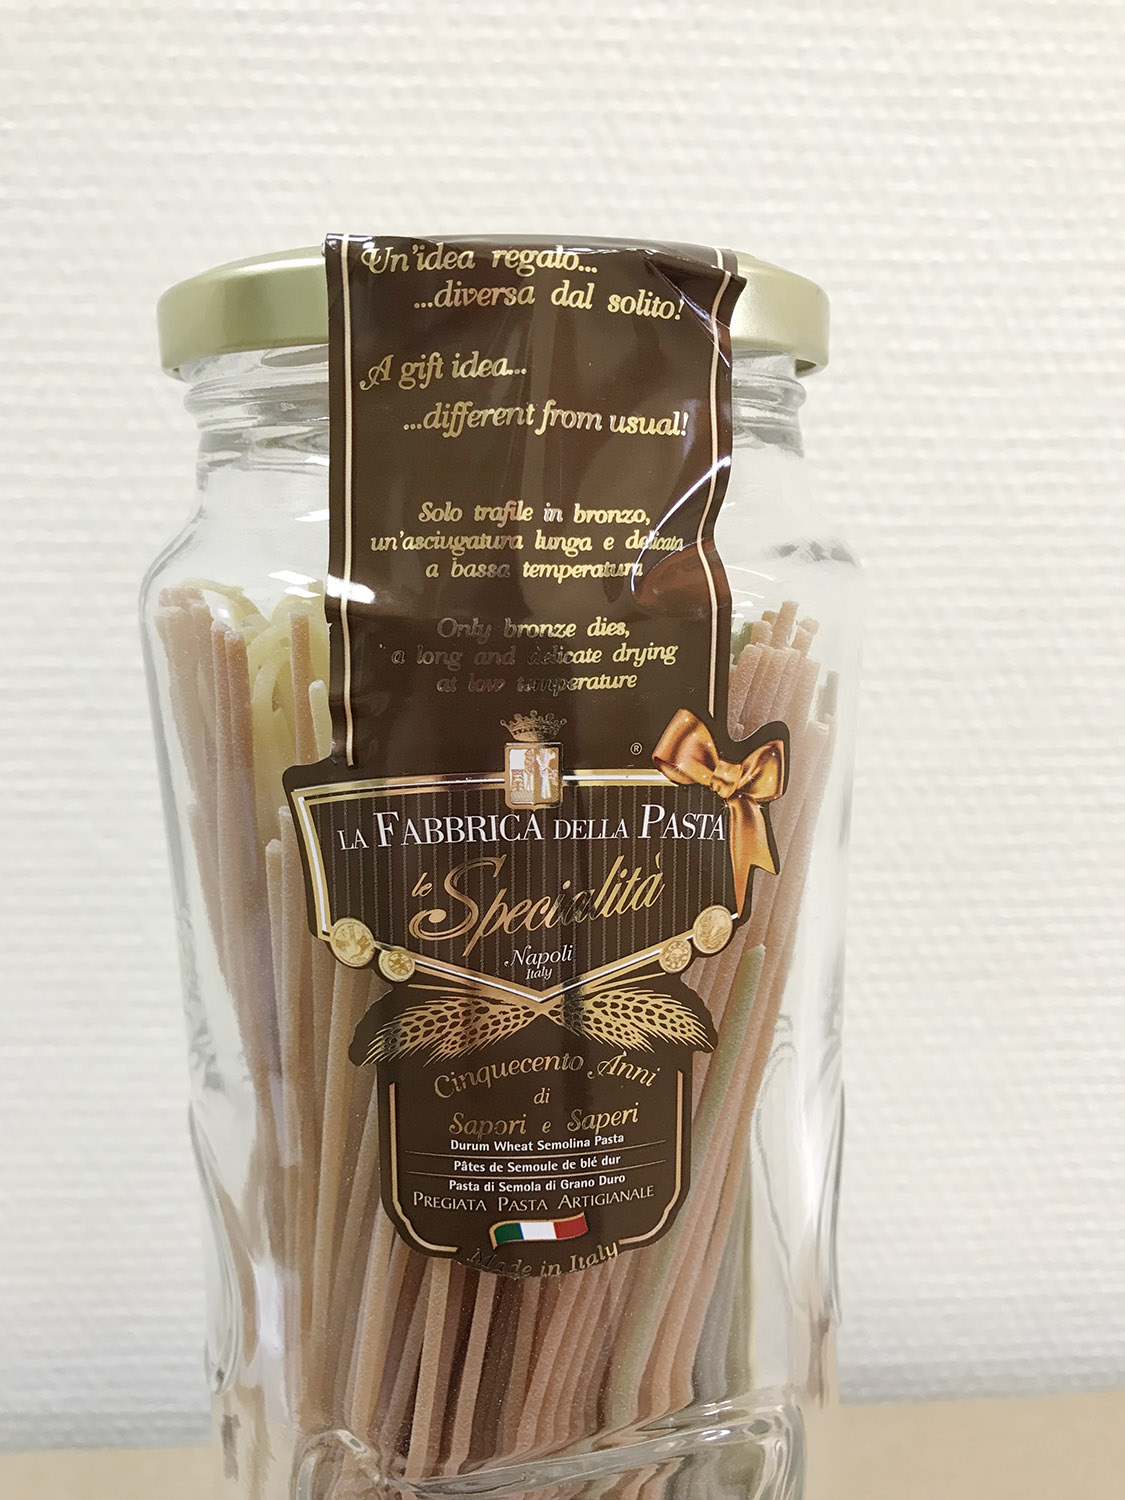 Un'idea regalo...
...diversa dal solito!
A gift idea...
...different from usual!
Solo trafile in bronzo,
un'asciugatura lunga e delicata
a bassa temperatura
Only bronze dies,
a long and delicate drying
at low temperature
®
LA FABBRICA DELLA PASTA
le Specialità
Napoli
Italy
Cinquecento Anni
di
Sapori e Saperi
Durum Wheat Semolina Pasta
Pâtes de Semoule de blé dur
Pasta di Semola di Grano Duro
PREGIATA PASTA ARTIGIANALE
Made in Italy